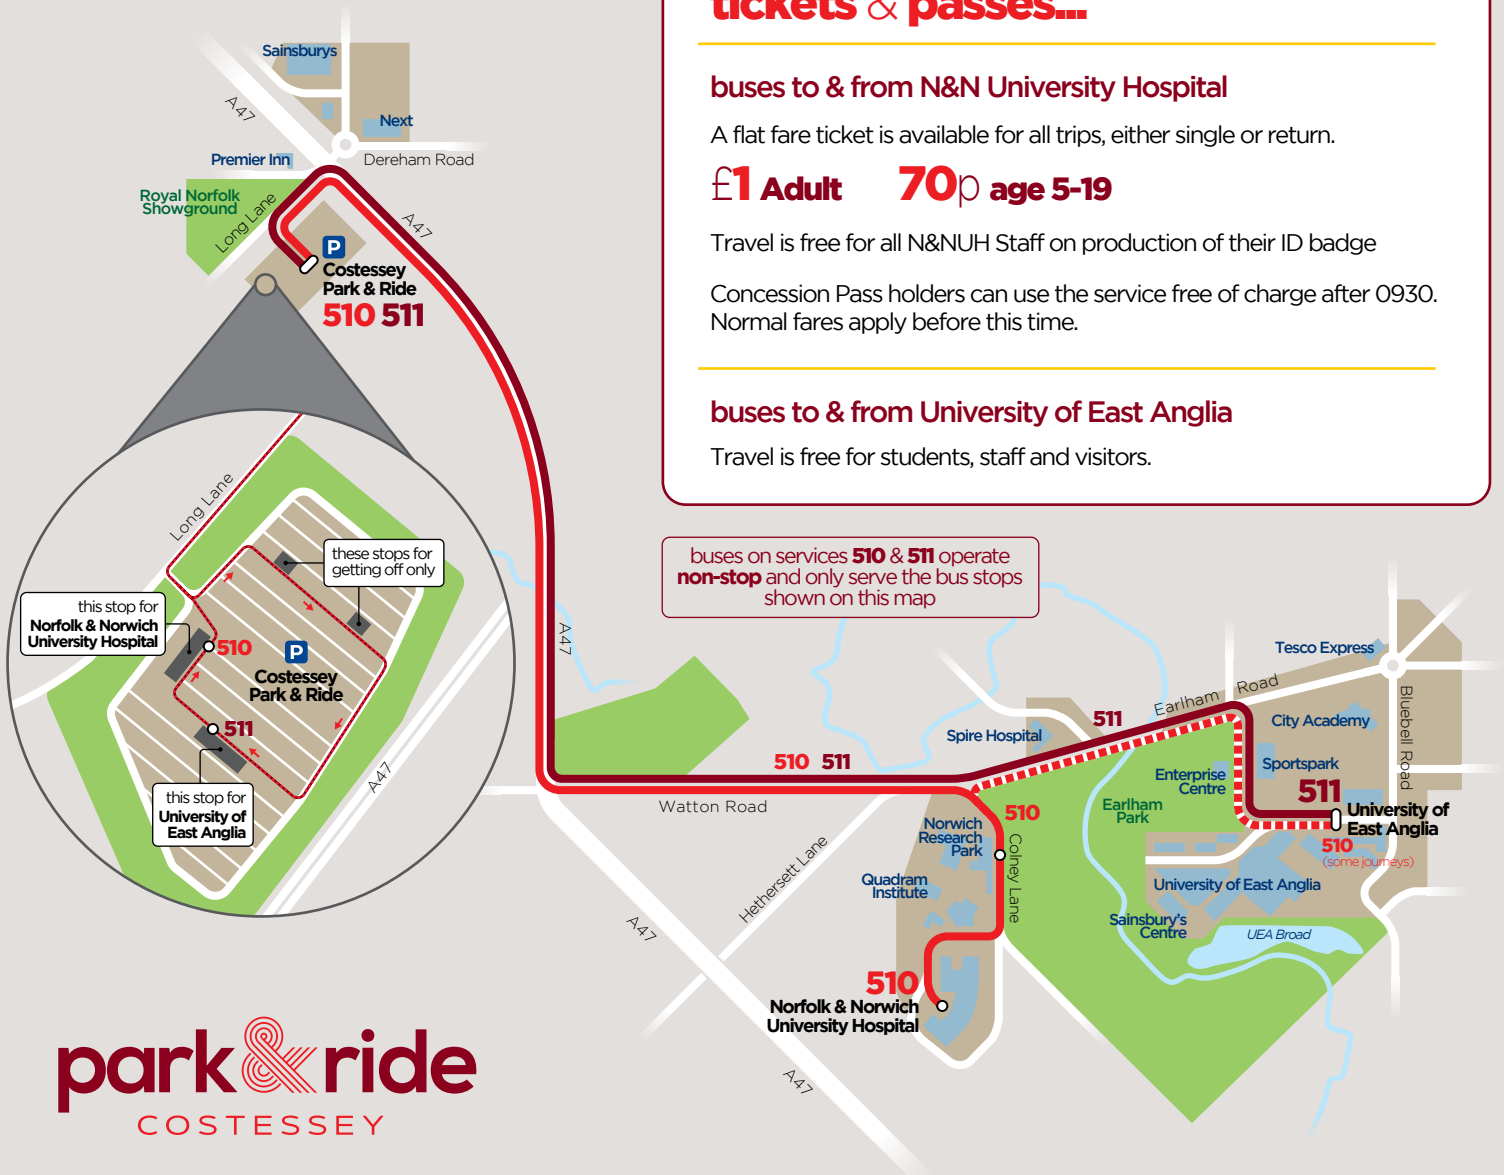 tickets & passes...
buses to & from N&N University Hospital
A flat fare ticket is available for all trips, either single or return.
£1 Adult 70p age 5-19
Travel is free for all N&NUH Staff on production of their ID badge
Concession Pass holders can use the service free of charge after 0930.
Normal fares apply before this time.
buses to & from University of East Anglia
Travel is free for students, staff and visitors.
buses on services 510 & 511 operate
non-stop and only serve the bus stops
shown on this map
Sainsburys
A47
Next
Premier Inn
Dereham Road
Royal Norfolk
Showground
Long Lane
A47
P
Costessey
Park & Ride
510 511
Long Lane
these stops for
getting off only
this stop for
Norfolk & Norwich
University Hospital
510
P
Costessey
Park & Ride
511
this stop for
University of
East Anglia
A47
A47
510 511
Watton Road
Spire Hospital
511
Earlham Road
Tesco Express
City Academy
Bluebell Road
Sportspark
Enterprise
Centre
Earlham
Park
511
University of
East Anglia
510
(some journeys)
University of East Anglia
Sainsbury's
Centre
UEA Broad
510
Norwich
Research
Park
Colney Lane
Quadram
Institute
Hethersett Lane
A47
510
Norfolk & Norwich
University Hospital
A47
park & ride
COSTESSEY